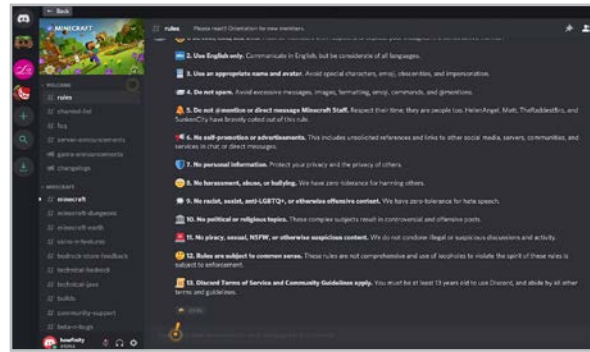 Back
MINECRAFT
# rules
Please read! Orientation for new members.
WELCOME
rules
channel-list
faq
server-announcements
game-announcements
changelogs
MINECRAFT
minecraft
minecraft-dungeons
minecraft-earth
skins-n-features
bedrock-store-feedback
technical-bedrock
technical-java
builds
community-support
beta-n-bugs
howfinity
2. Use English only. Communicate in English, but be considerate of all languages.
3. Use an appropriate name and avatar. Avoid special characters, emoji, obscenities, and impersonation.
4. Do not spam. Avoid excessive messages, images, formatting, emoji, commands, and @mentions.
5. Do not @mention or direct message Minecraft Staff. Respect their time; they are people too. HelenAngel, Matt, TheRaddestBro, and
SunkenCity have bravely opted out of this rule.
6. No self-promotion or advertisements. This includes unsolicited references and links to other social media, servers, communities, and
services in chat or direct messages.
7. No personal information. Protect your privacy and the privacy of others.
8. No harassment, abuse, or bullying. We have zero-tolerance for harming others.
9. No racist, sexist, anti-LGBTQ+, or otherwise offensive content. We have zero-tolerance for hate speech.
10. No political or religious topics. These complex subjects result in controversial and offensive posts.
11. No piracy, sexual, NSFW, or otherwise suspicious content. We do not condone illegal or suspicious discussions and activity.
12. Rules are subject to common sense. These rules are not comprehensive and use of loopholes to violate the spirit of these rules is
subject to enforcement.
13. Discord Terms of Service and Community Guidelines apply. You must be at least 13 years old to use Discord, and abide by all other
terms and guidelines.